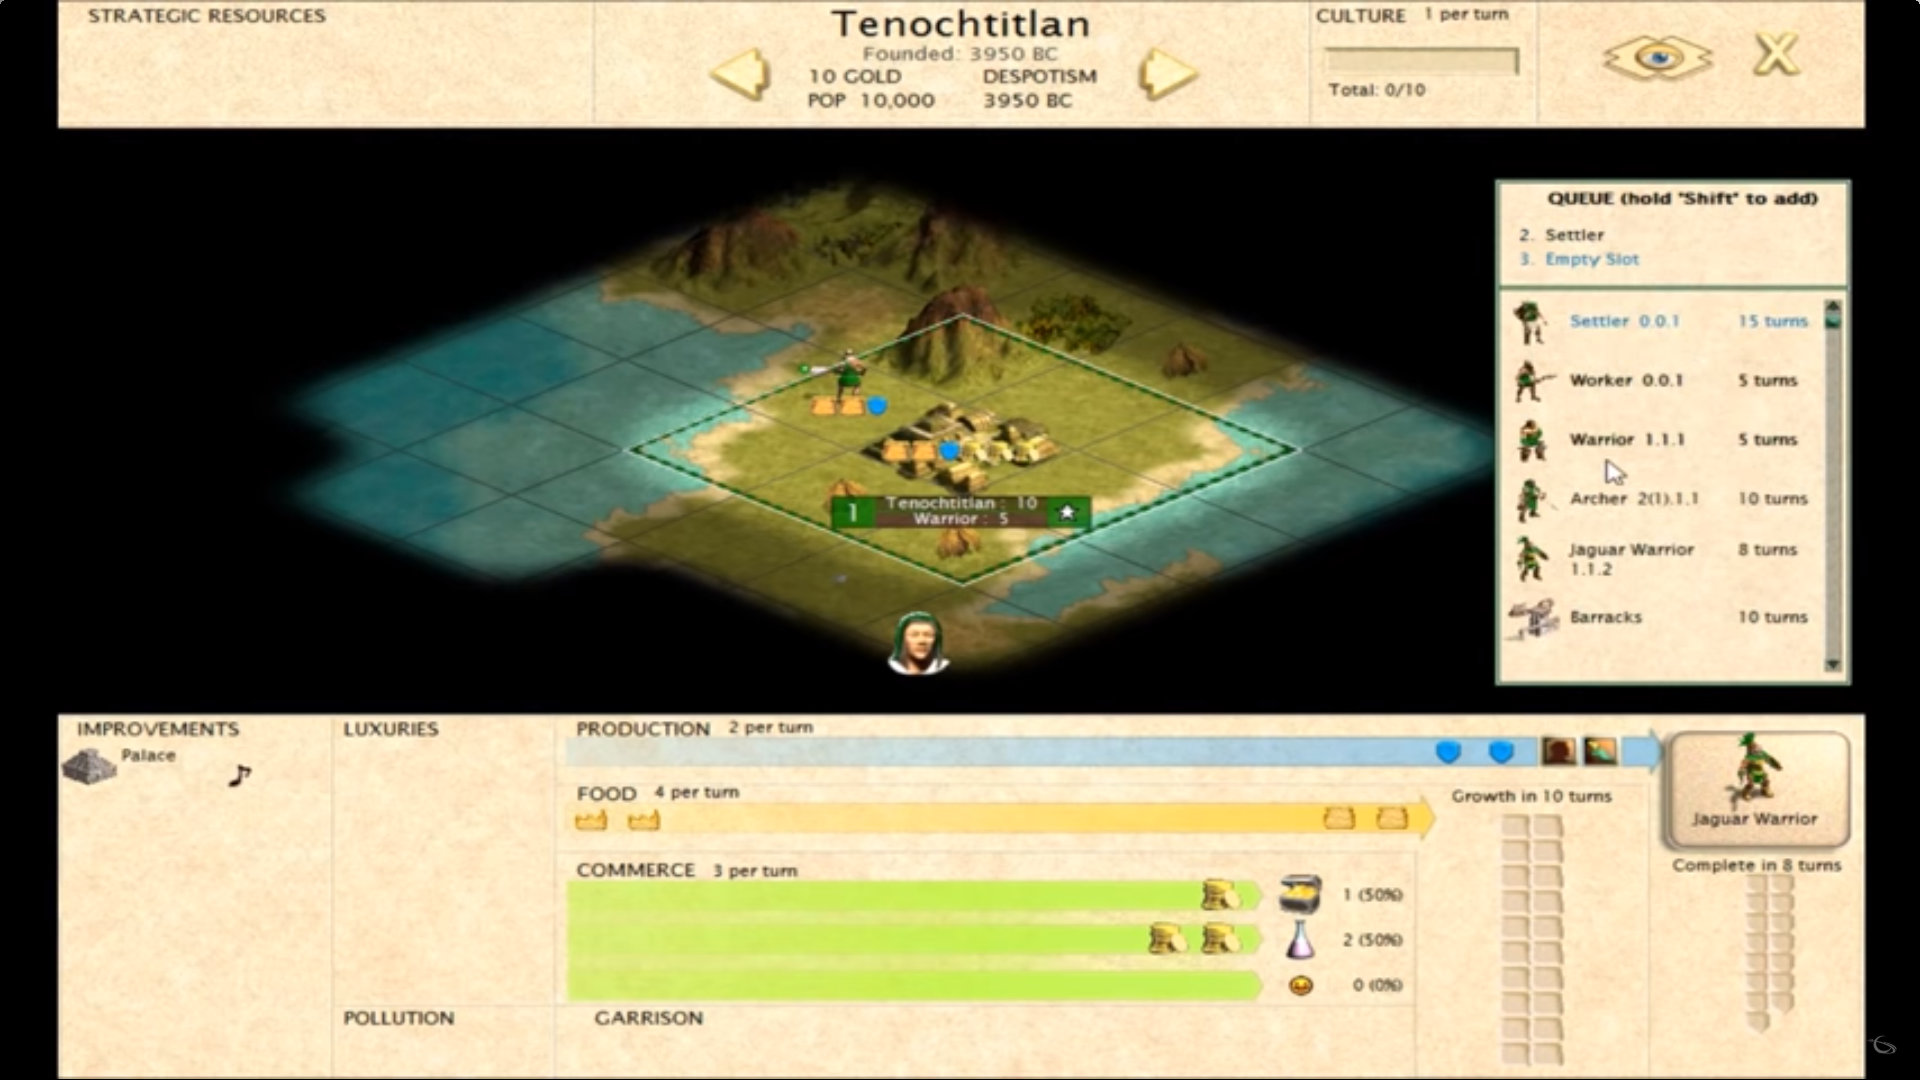 STRATEGIC RESOURCES
Tenochtitlan
Founded: 3950 BC
10 GOLD DESPOTISM
POP 10,000 3950 BC
CULTURE 1 per turn
Total: 0/10
X
QUEUE (hold "Shift" to add)
2. Settler
3. Empty Slot
Settler 0.0.1 15 turns
Worker 0.0.1 5 turns
Warrior 1.1.1 5 turns
Archer 2(1).1.1 10 turns
Jaguar Warrior 8 turns
1.1.2
Barracks 10 turns
1 Tenochtitlan : 10
Warrior : 5
IMPROVEMENTS
Palace
LUXURIES
POLLUTION
PRODUCTION 2 per turn
FOOD 4 per turn
Growth in 10 turns
COMMERCE 3 per turn
1 (50%)
2 (50%)
0 (0%)
GARRISON
Jaguar Warrior
Complete in 8 turns